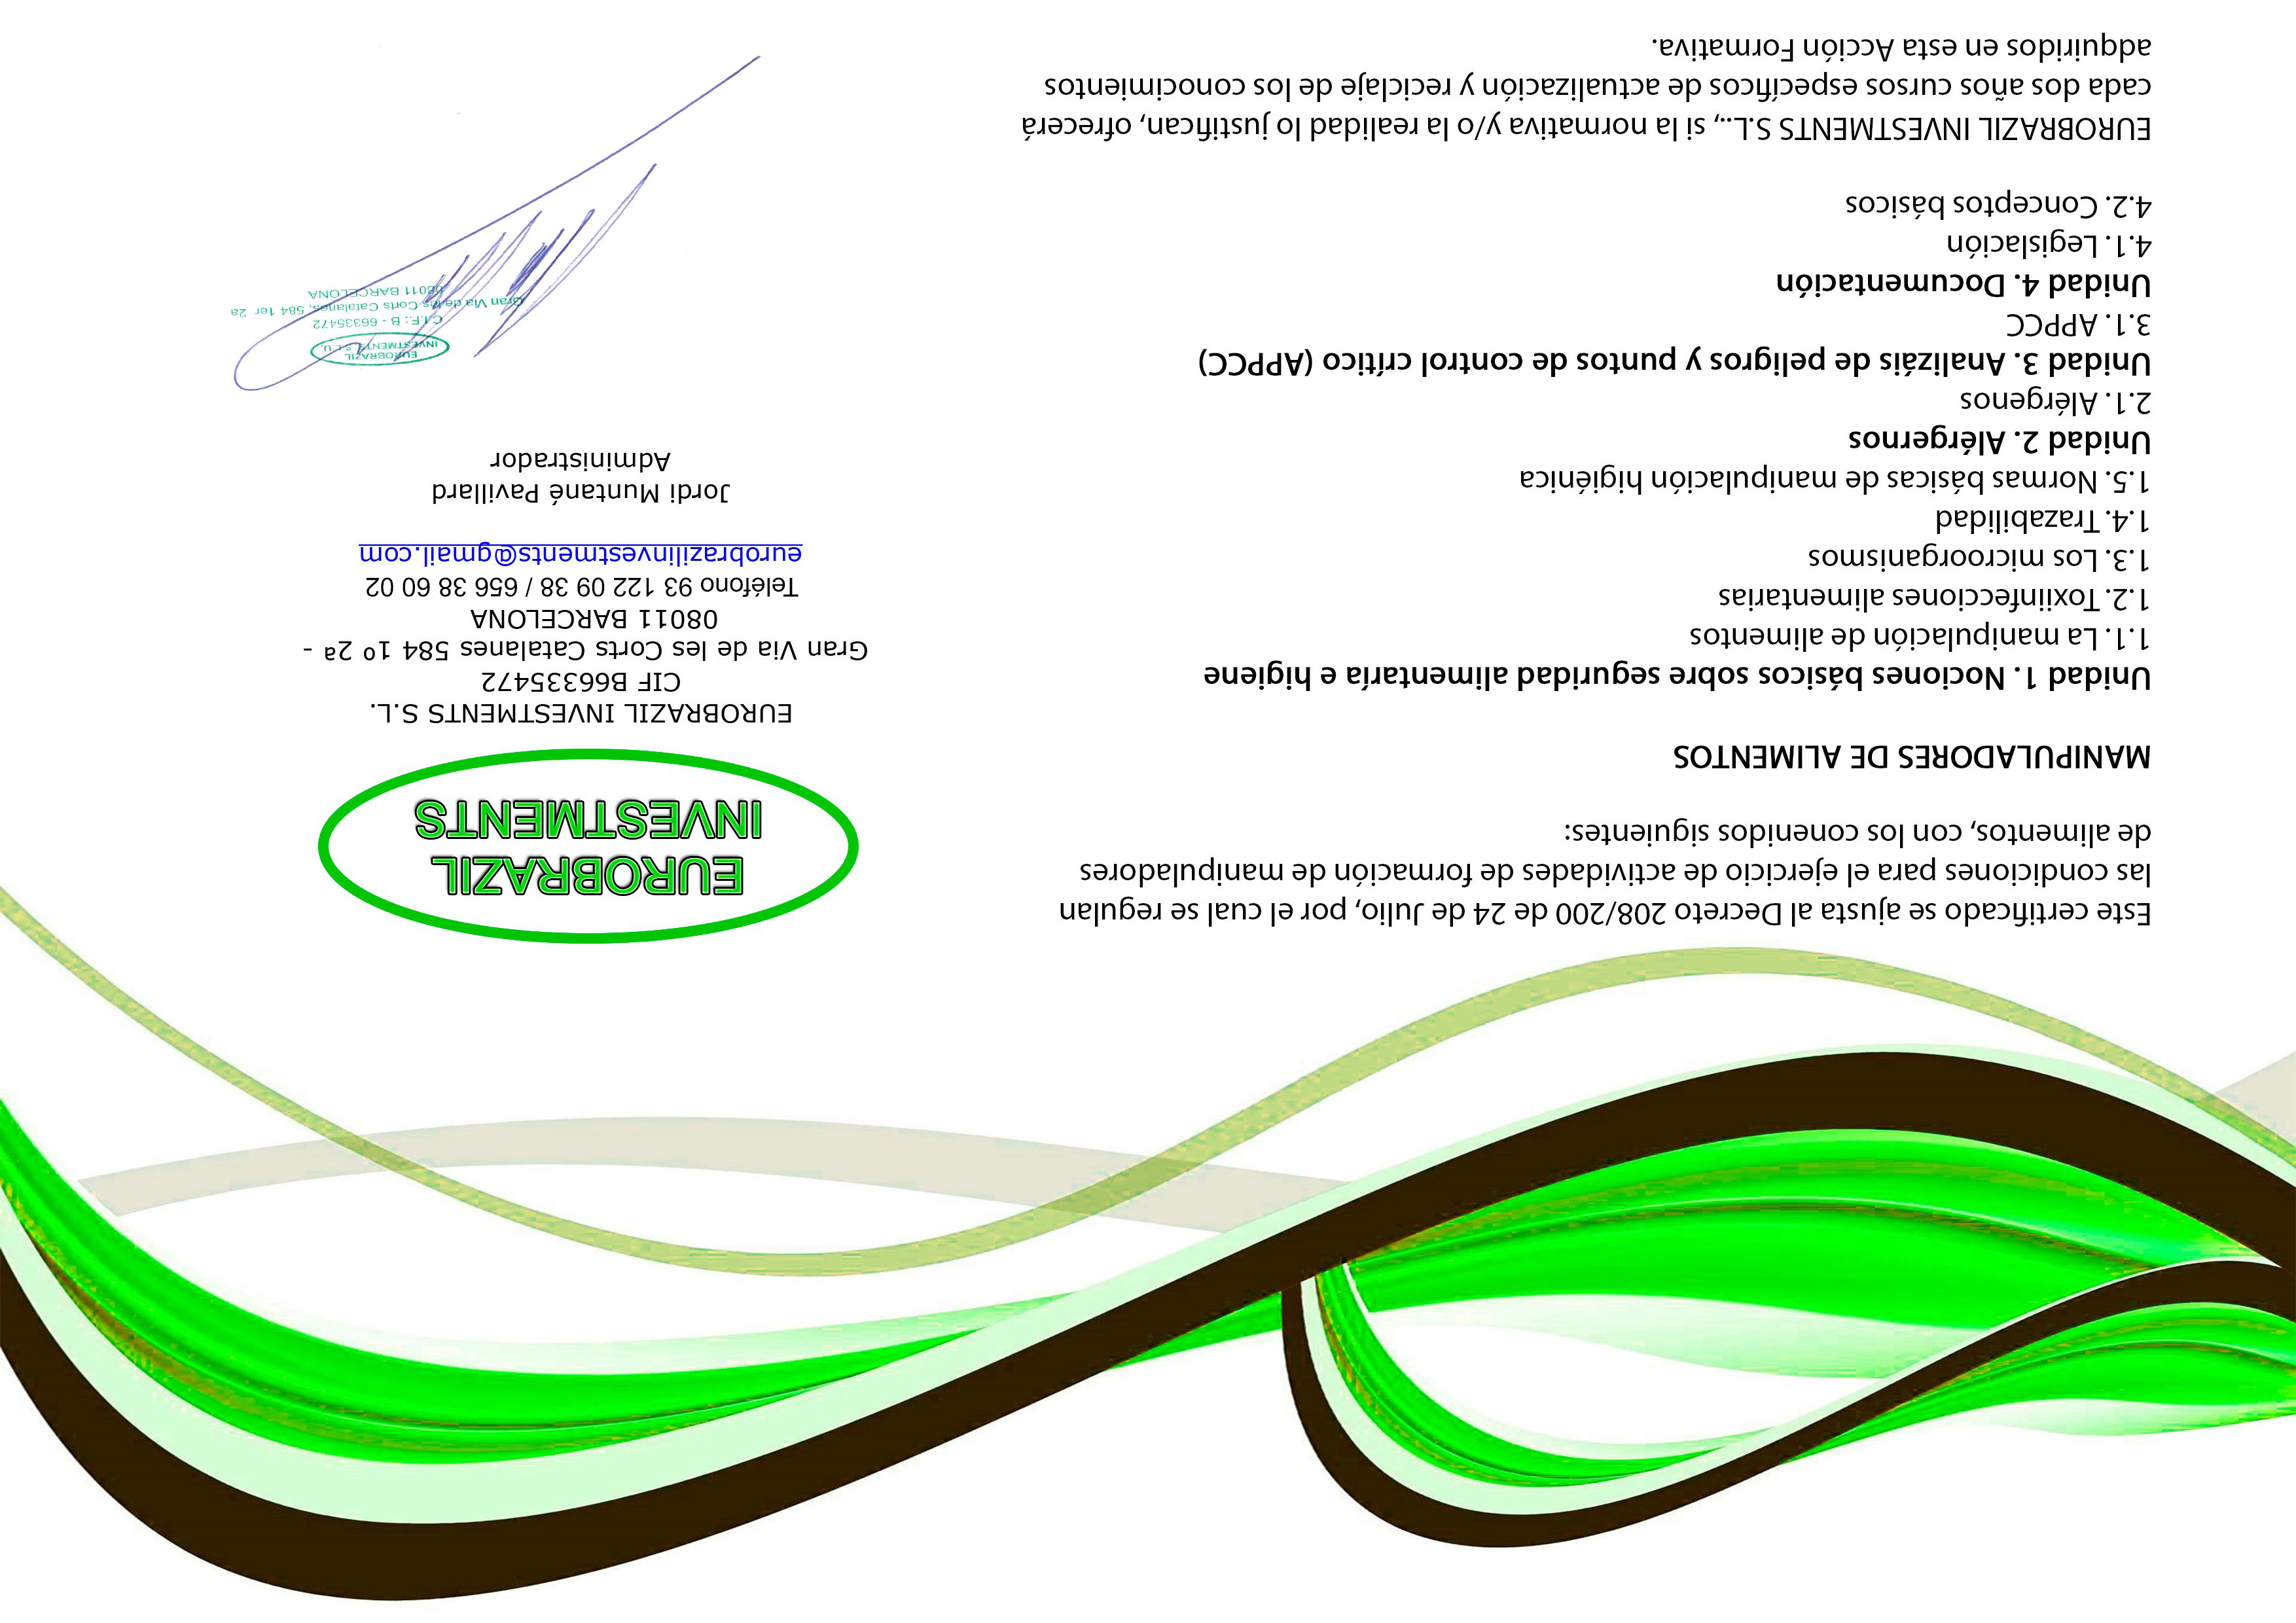 Este certificado se ajusta al Decreto 208/200 de 24 de Julio, por el cual se regulan
las condiciones para el ejercicio de actividades de formación de manipuladores
de alimentos, con los conenidos siguientes:
MANIPULADORES DE ALIMENTOS
Unidad 1. Nociones básicos sobre seguridad alimentaría e higiene
1.1. La manipulación de alimentos
1.2. Toxiinfecciones alimentarias
1.3. Los microorganismos
1.4. Trazabilidad
1.5. Normas básicas de manipulación higiénica
Unidad 2. Alérgernos
2.1. Alérgenos
Unidad 3. Analizáis de peligros y puntos de control crítico (APPCC)
3.1. APPCC
Unidad 4. Documentación
4.1. Legislación
4.2. Conceptos básicos
EUROBRAZIL INVESTMENTS S.L.., si la normativa y/o la realidad lo justifican, ofrecerá
cada dos años cursos específicos de actualización y reciclaje de los conocimientos
adquiridos en esta Acción Formativa.
EUROBRAZIL
INVESTMENTS
EUROBRAZIL INVESTMENTS S.L.
CIF B66335472
Gran Via de les Corts Catalanes 584 1º 2ª -
08011 BARCELONA
Teléfono 93 122 09 38 / 656 38 60 02
eurobrazilinvestments@gmail.com
Jordi Muntané Pavillard
Administrador
EUROBRAZIL
INVESTMENTS S.L.U.
C.I.F.: B - 66335472
Gran Via de les Corts Catalanes, 584 1er 2a
08011 BARCELONA